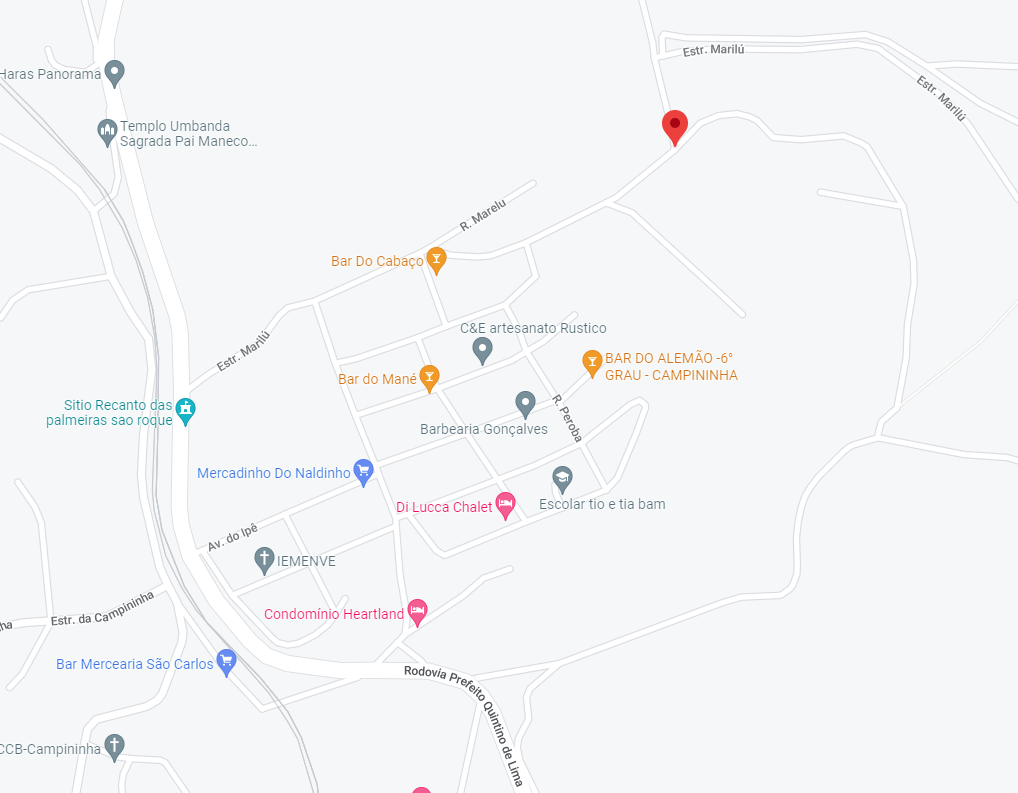 Estr. Marilú
Haras Panorama
Estr. Marilú
Templo Umbanda
Sagrada Pai Maneco...
R. Marelu
Bar Do Cabaço
C&E artesanato Rustico
Estr. Marilú
BAR DO ALEMÃO -6°
GRAU - CAMPININHA
Bar do Mané
Sitio Recanto das
palmeiras sao roque
R. Peroba
Barbearia Gonçalves
Mercadinho Do Naldinho
Di Lucca Chalet
Escolar tio e tia bam
Av. do Ipê
IEMENVE
Estr. da Campininha
ha
Condomínio Heartland
Bar Mercearia São Carlos
Rodovia Prefeito Quintino de Lima
CCB-Campininha